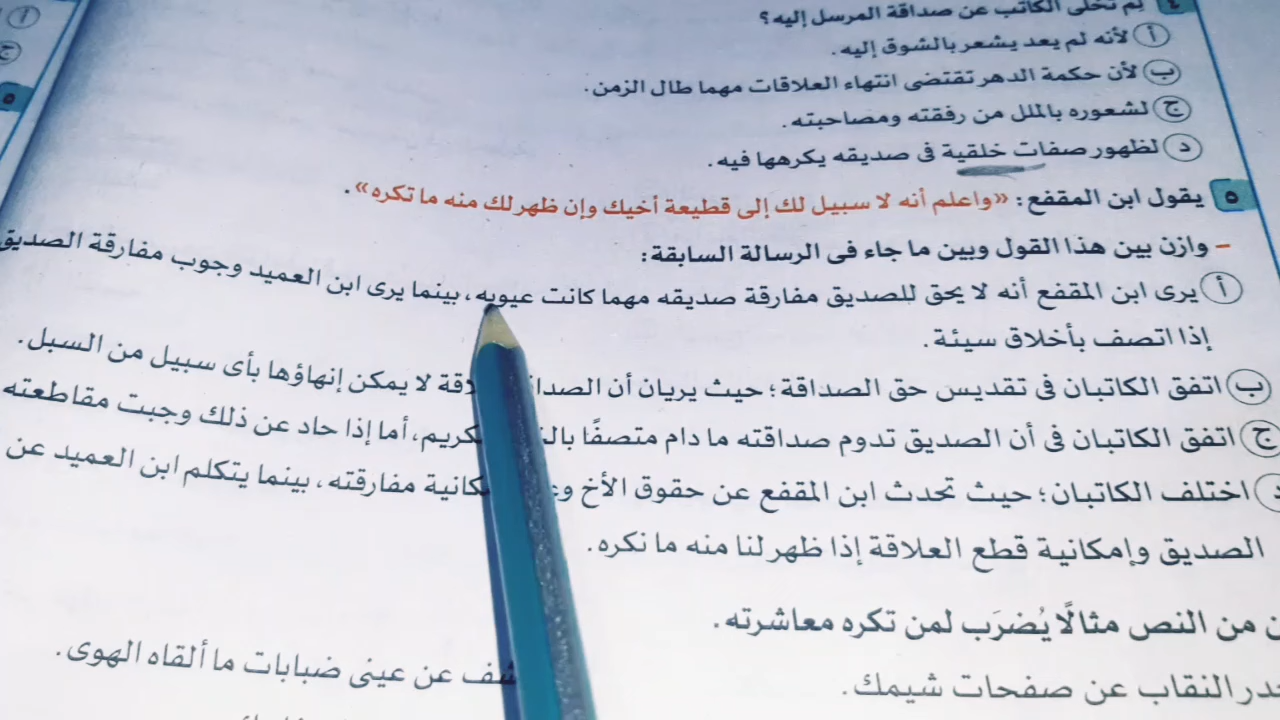 ٤ لم تخلى الكاتب عن صداقة المرسل إليه؟
أ لأنه لم يعد يشعر بالشوق إليه.
ب لأن حكمة الدهر تقتضى انتهاء العلاقات مهما طال الزمن.
ج لشعوره بالملل من رفقته ومصاحبته.
د لظهور صفات خلقية فى صديقه يكرهها فيه.
٥ يقول ابن المقفع: «واعلم أنه لا سبيل لك إلى قطيعة أخيك وإن ظهر لك منه ما تكره».
– وازن بين هذا القول وبين ما جاء فى الرسالة السابقة:
أ يرى ابن المقفع أنه لا يحق للصديق مفارقة صديقه مهما كانت عيوبه، بينما يرى ابن العميد وجوب مفارقة الصديق
إذا اتصف بأخلاق سيئة.
ب اتفق الكاتبان فى تقديس حق الصداقة؛ حيث يريان أن لا يمكن إنهاؤها بأى سبيل من السبل.
ج اتفق الكاتبان فى أن الصديق تدوم صداقته ما دام متصفًا أما إذا حاد عن ذلك وجبت مقاطعته
د اختلف الكاتبان؛ حيث تحدث ابن المقفع عن حقوق الأخ مفارقته، بينما يتكلم ابن العميد عن
الصديق وإمكانية قطع العلاقة إذا ظهر لنا منه ما نكره.
من النص مثالًا يُضرَب لمن تكره معاشرته.
النقاب عن صفحات شيمك.
عن عينى ضبابات ما ألقاه الهوى.
أ
ج
٥